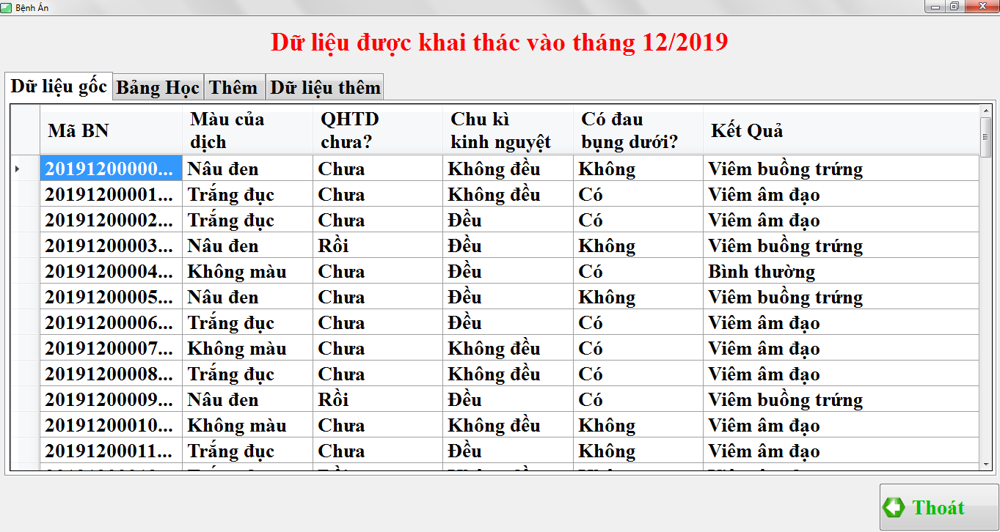 Bệnh Án
Dữ liệu được khai thác vào tháng 12/2019
Dữ liệu gốc Bảng Học Thêm Dữ liệu thêm
Mã BN Màu của dịch QHTD chưa? Chu kì kinh nguyệt Có đau bụng dưới? Kết Quả
20191200000... Nâu đen Chưa Không đều Không Viêm buồng trứng
20191200001... Trắng đục Chưa Không đều Có Viêm âm đạo
20191200002... Trắng đục Chưa Đều Có Viêm âm đạo
20191200003... Nâu đen Rồi Đều Không Viêm buồng trứng
20191200004... Không màu Chưa Đều Có Bình thường
20191200005... Nâu đen Chưa Đều Không Viêm buồng trứng
20191200006... Trắng đục Chưa Đều Có Viêm âm đạo
20191200007... Không màu Chưa Không đều Có Viêm âm đạo
20191200008... Trắng đục Chưa Không đều Có Viêm âm đạo
20191200009... Nâu đen Rồi Đều Có Viêm buồng trứng
20191200010... Không màu Chưa Không đều Không Viêm âm đạo
20191200011... Trắng đục Chưa Đều Không Viêm âm đạo
Thoát